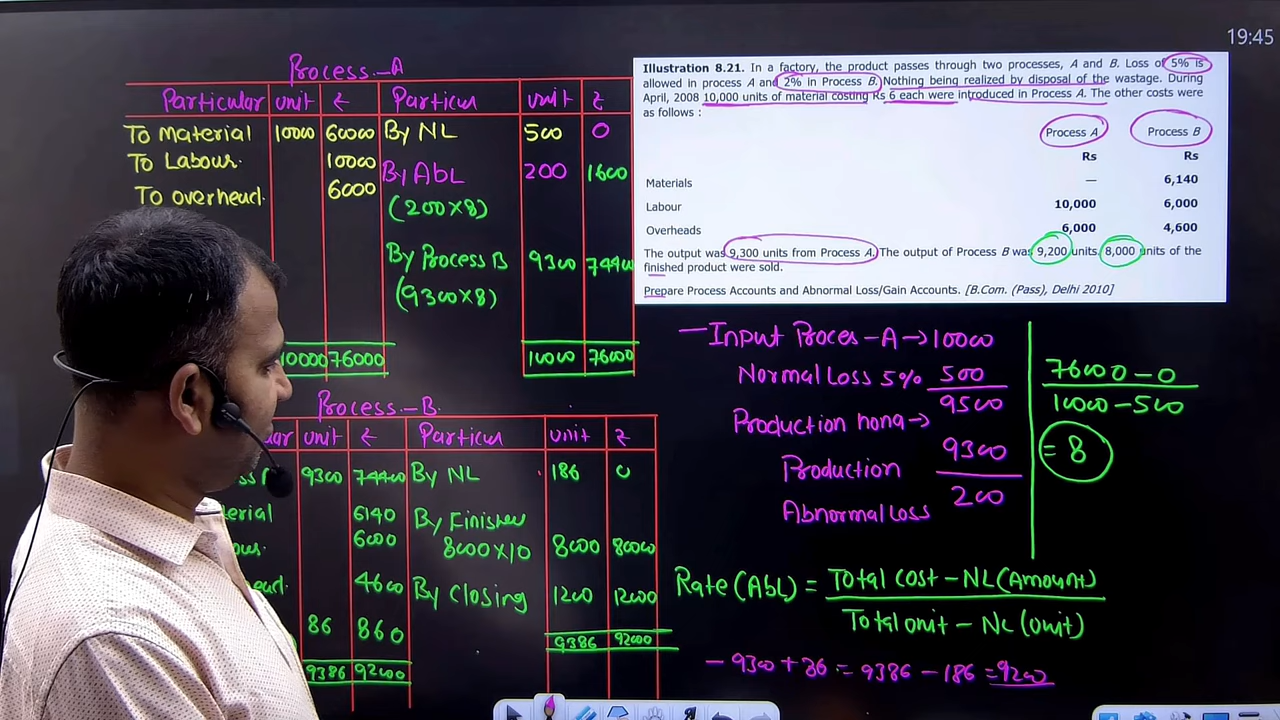 19:45
Process-A
Particular unit ₹ Particur unit ₹
To Material 10000 60000 By NL 500 0
To Labour. 10000 By AbL 200 1600
To overhead. 6000 (200×8)
By Process B 9300 74400
(9300×8)
10000 76000 10000 76000
Process-B
unit ₹ Particur unit ₹
9300 74400 By NL 186 0
6140 By Finished
6000 8000×10 8000 80000
4600 By Closing 1200 12000
86 860
9386 92000 9386 92000
Illustration 8.21. In a factory, the product passes through two processes, A and B. Loss of 5% is
allowed in process A and 2% in Process B. Nothing being realized by disposal of the wastage. During
April, 2008 10,000 units of material costing Rs 6 each were introduced in Process A. The other costs were
as follows :
Process A Process B
Rs Rs
Materials — 6,140
Labour 10,000 6,000
Overheads 6,000 4,600
The output was 9,300 units from Process A. The output of Process B was 9,200 units. 8,000 units of the
finished product were sold.
Prepare Process Accounts and Abnormal Loss/Gain Accounts. [B.Com. (Pass), Delhi 2010]
— Input Proces-A → 10000
Normal Loss 5% 500
9500
Production hona →
Production 9300
Abnormal Loss 200
76000 - 0
10000 - 500
= 8
Rate (AbL) = Total Cost - NL (Amount)
Total unit - NL (Unit)
- 9300 + 86 = 9386 - 186 = 9200